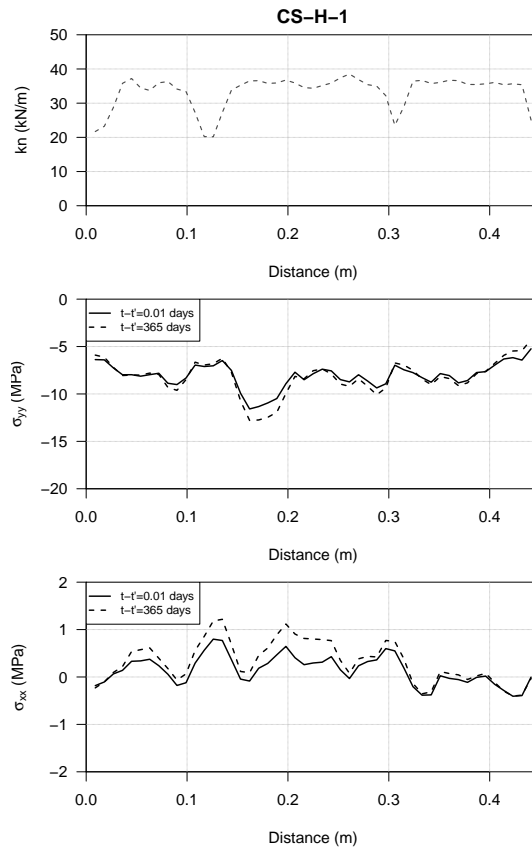 CS−H−1
kn (kN/m)
50
40
30
20
10
0
0.0 0.1 0.2 0.3 0.4
Distance (m)
σyy (MPa)
0
−5
−10
−15
−20
t−t'=0.01 days
t−t'=365 days
0.0 0.1 0.2 0.3 0.4
Distance (m)
σxx (MPa)
2
1
0
−1
−2
t−t'=0.01 days
t−t'=365 days
0.0 0.1 0.2 0.3 0.4
Distance (m)